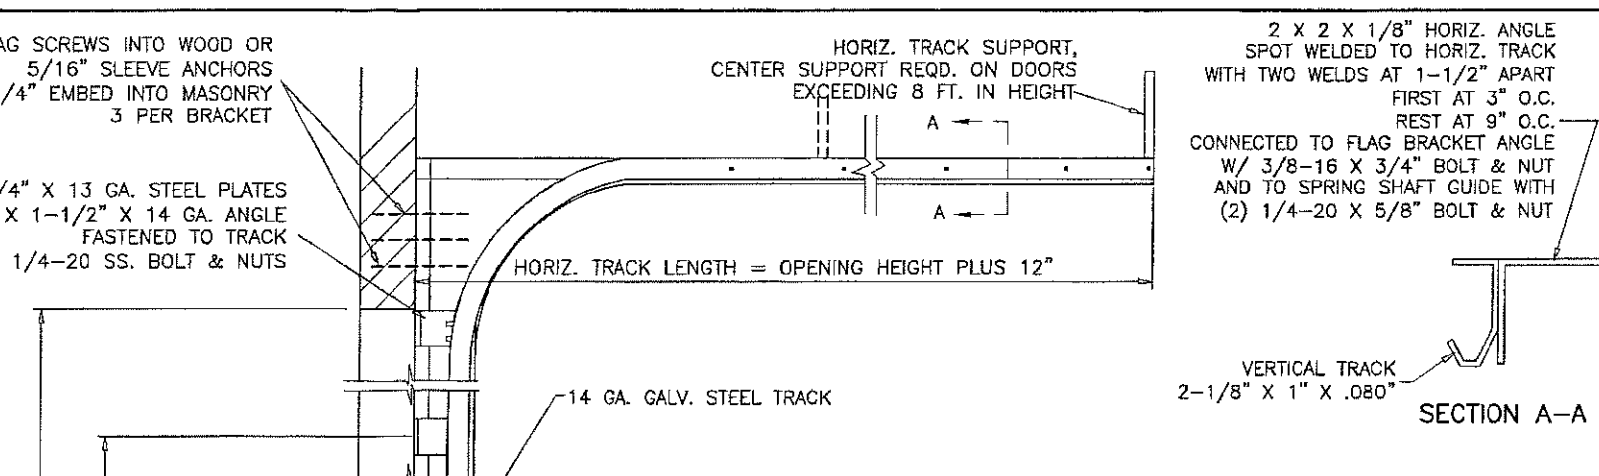 SCREWS INTO WOOD OR
5/16" SLEEVE ANCHORS
/4" EMBED INTO MASONRY
3 PER BRACKET
/4" X 13 GA. STEEL PLATES
X 1-1/2" X 14 GA. ANGLE
FASTENED TO TRACK
1/4-20 SS. BOLT & NUTS
HORIZ. TRACK SUPPORT,
CENTER SUPPORT REQD. ON DOORS
EXCEEDING 8 FT. IN HEIGHT
A
A
HORIZ. TRACK LENGTH = OPENING HEIGHT PLUS 12"
14 GA. GALV. STEEL TRACK
2 X 2 X 1/8" HORIZ. ANGLE
SPOT WELDED TO HORIZ. TRACK
WITH TWO WELDS AT 1-1/2" APART
FIRST AT 3" O.C.
REST AT 9" O.C.
CONNECTED TO FLAG BRACKET ANGLE
W/ 3/8-16 X 3/4" BOLT & NUT
AND TO SPRING SHAFT GUIDE WITH
(2) 1/4-20 X 5/8" BOLT & NUT
VERTICAL TRACK
2-1/8" X 1" X .080"
SECTION A-A